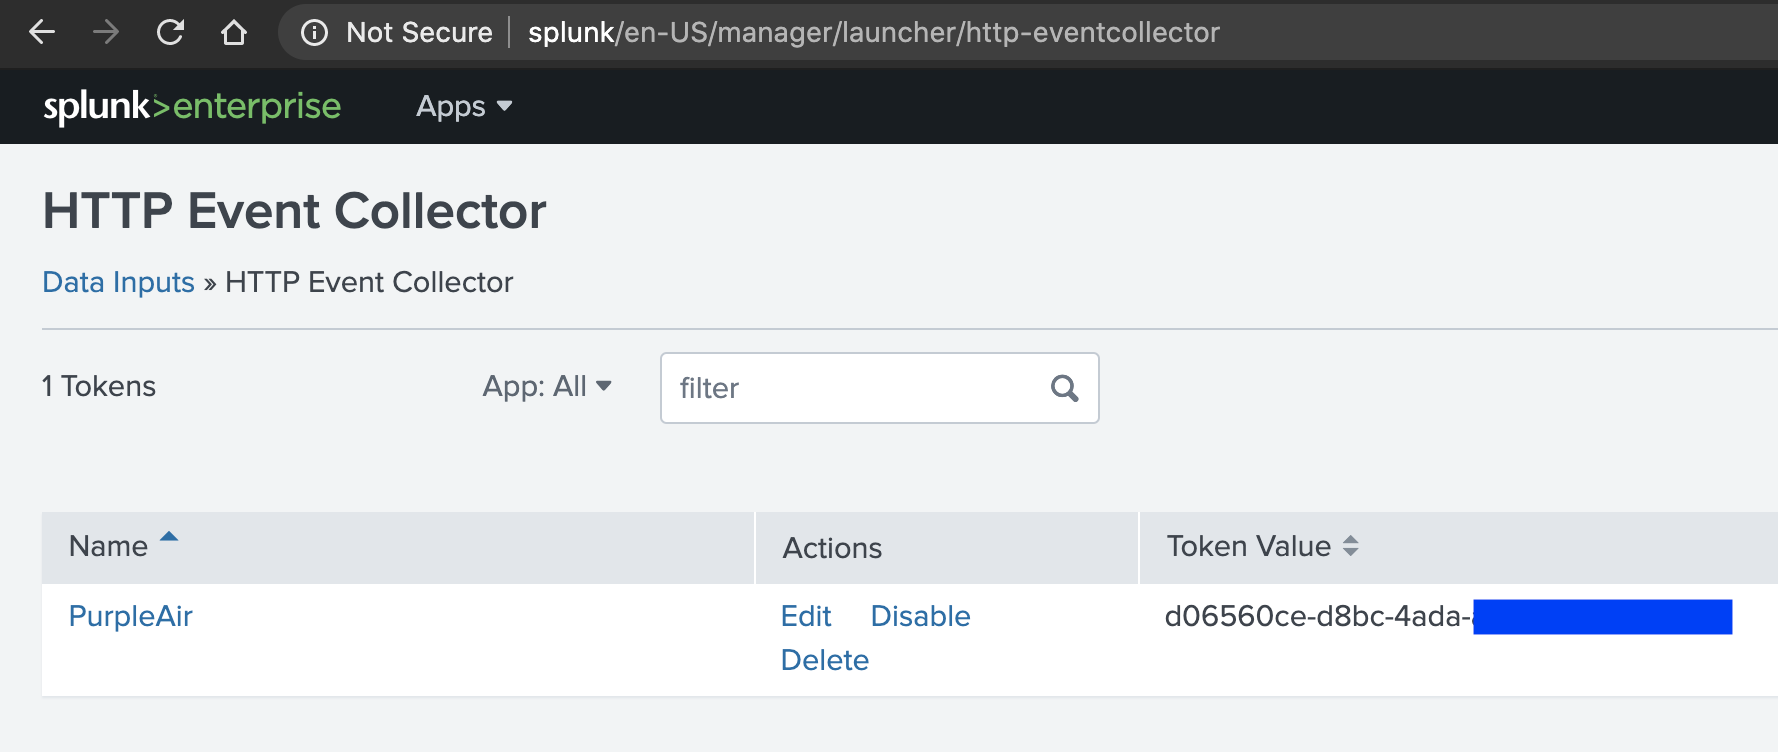 Not Secure | splunk/en-US/manager/launcher/http-eventcollector
splunk>enterprise Apps
HTTP Event Collector
Data Inputs » HTTP Event Collector
1 Tokens App: All filter
Name Actions Token Value
PurpleAir Edit Disable d06560ce-d8bc-4ada-
Delete